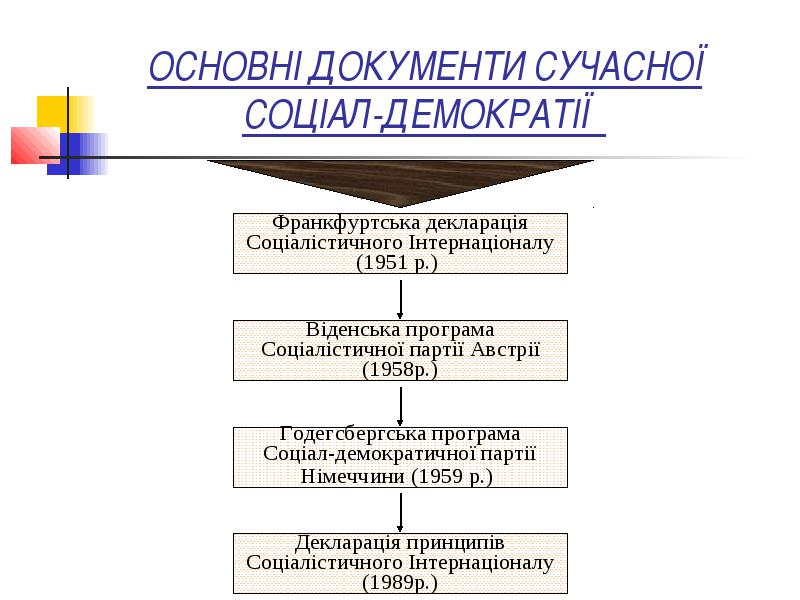 ОСНОВНІ ДОКУМЕНТИ СУЧАСНОЇ
СОЦІАЛ-ДЕМОКРАТІЇ
Франкфуртська декларація
Соціалістичного Інтернаціоналу
(1951 р.)
Віденська програма
Соціалістичної партії Австрії
(1958р.)
Годегсбергська програма
Соціал-демократичної партії
Німеччини (1959 р.)
Декларація принципів
Соціалістичного Інтернаціоналу
(1989р.)